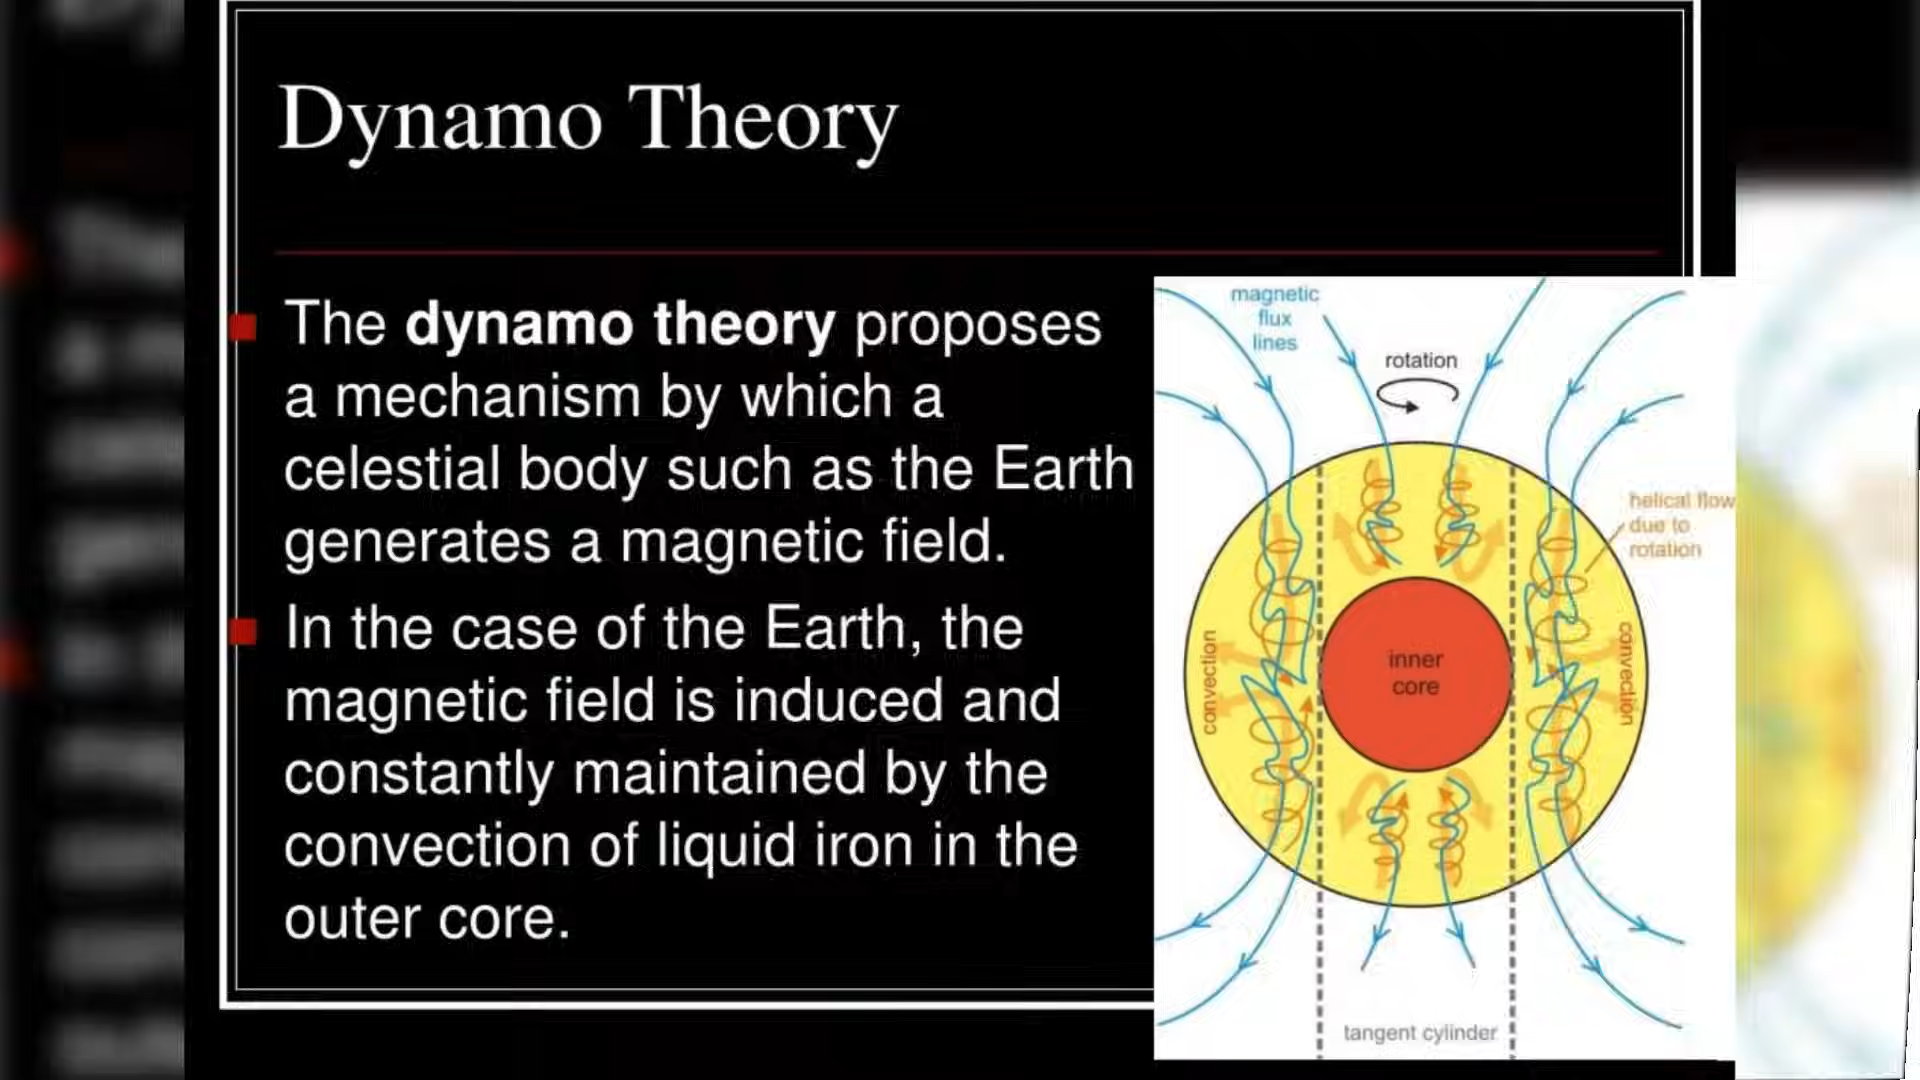 Dynamo Theory
The dynamo theory proposes
a mechanism by which a
celestial body such as the Earth
generates a magnetic field.
In the case of the Earth, the
magnetic field is induced and
constantly maintained by the
convection of liquid iron in the
outer core.
magnetic
flux
lines
rotation
helical flow
due to
rotation
convection
inner
core
convection
tangent cylinder